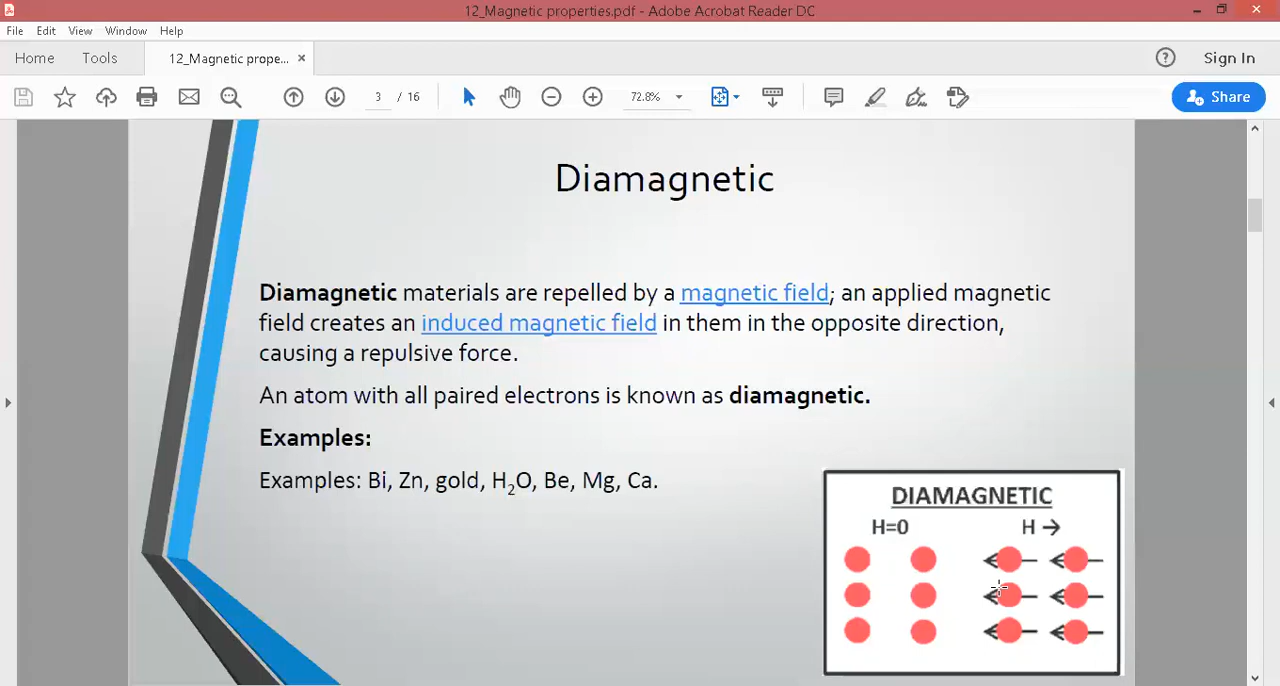 12_Magnetic properties.pdf - Adobe Acrobat Reader DC
File Edit View Window Help
Home Tools 12_Magnetic prope... × Sign In
3 / 16 72.8% Share
Diamagnetic
Diamagnetic materials are repelled by a magnetic field; an applied magnetic
field creates an induced magnetic field in them in the opposite direction,
causing a repulsive force.
An atom with all paired electrons is known as diamagnetic.
Examples:
Examples: Bi, Zn, gold, H₂O, Be, Mg, Ca.
DIAMAGNETIC
H=0 H →